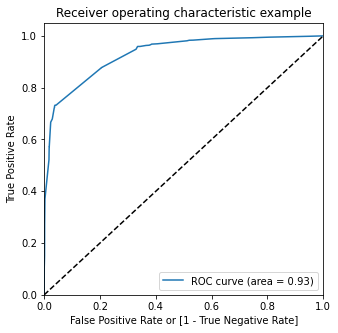 Receiver operating characteristic example
True Positive Rate
1.0
0.8
0.6
0.4
0.2
0.0
ROC curve (area = 0.93)
0.0 0.2 0.4 0.6 0.8 1.0
False Positive Rate or [1 - True Negative Rate]